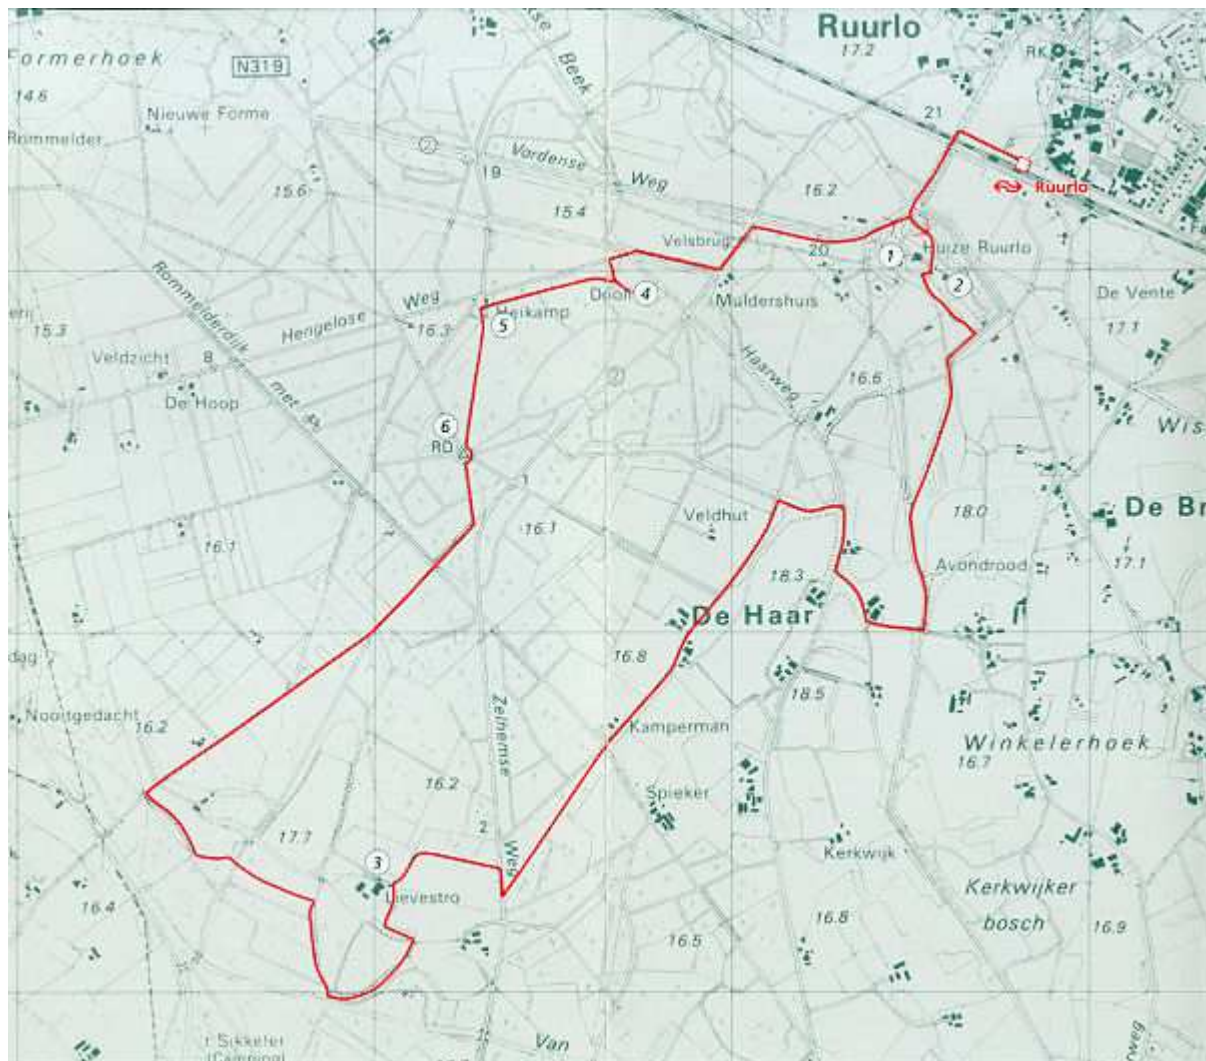 Ruurlo
17.2
RK
Formerhoek
N319
Beek
14.6
Nieuwe Forme
Rommelder
21
2
19
Vordense
Weg
16.2
15.6
15.4
Ruurlo
Velsbrug
20
1
Huize Ruurlo
2
Rommelderdijk
4
Muldershuis
De Vente
Weg
Heikamp
5
Hengelose
16.3
15.3
17.1
Veldzicht
8
De Hoop
Haarweg
2
16.6
6
RD
Wis
1
Veldhut
16.1
18.0
De Br
16.1
Avondrood
17.1
18.3
De Haar
16.8
18.5
Nooitgedacht
16.2
Zelhemse
Kamperman
Winkelerhoek
16.7
16.2
Spieker
2
17.1
3
Weg
Kerkwijk
Lievestro
Kerkwijker
bosch
16.4
16.8
16.9
16.5
't Sikkeler
(Camping)
Van
weg